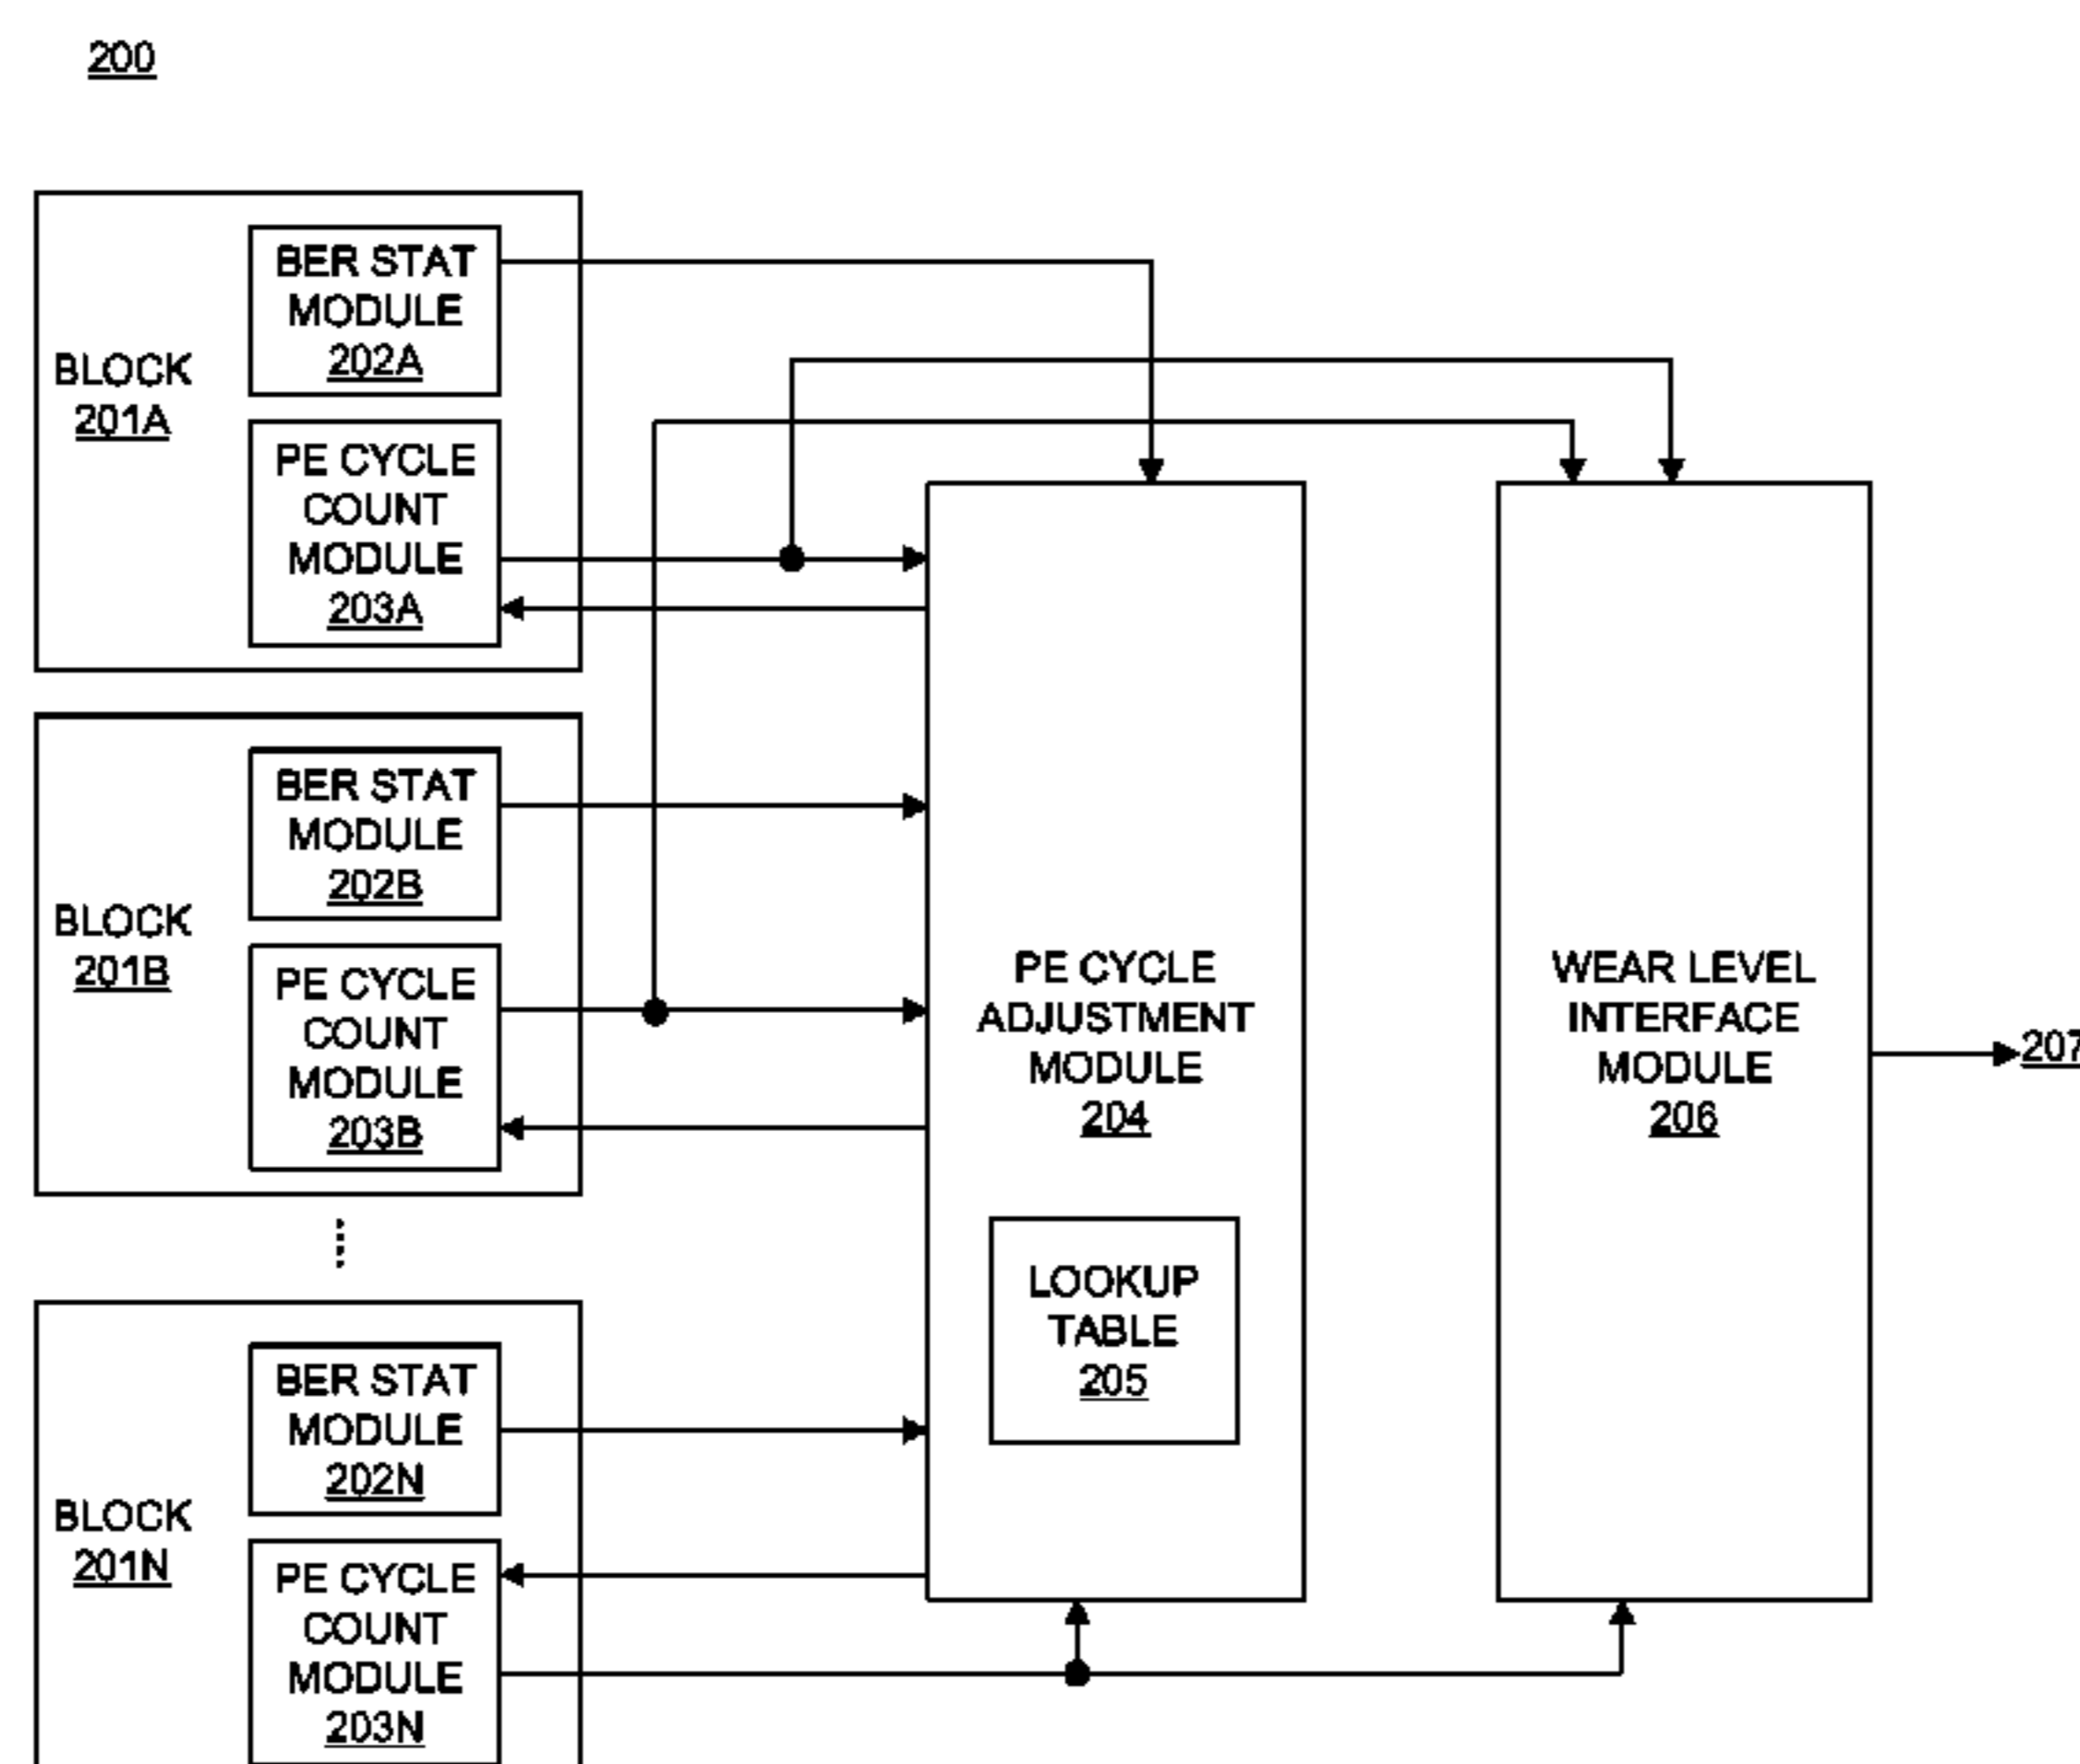 200
BER STAT
MODULE
202A
BLOCK
201A
PE CYCLE
COUNT
MODULE
203A
BER STAT
MODULE
202B
BLOCK
201B
PE CYCLE
COUNT
MODULE
203B
BER STAT
MODULE
202N
BLOCK
201N
PE CYCLE
COUNT
MODULE
203N
PE CYCLE
ADJUSTMENT
MODULE
204
LOOKUP
TABLE
205
WEAR LEVEL
INTERFACE
MODULE
206
207